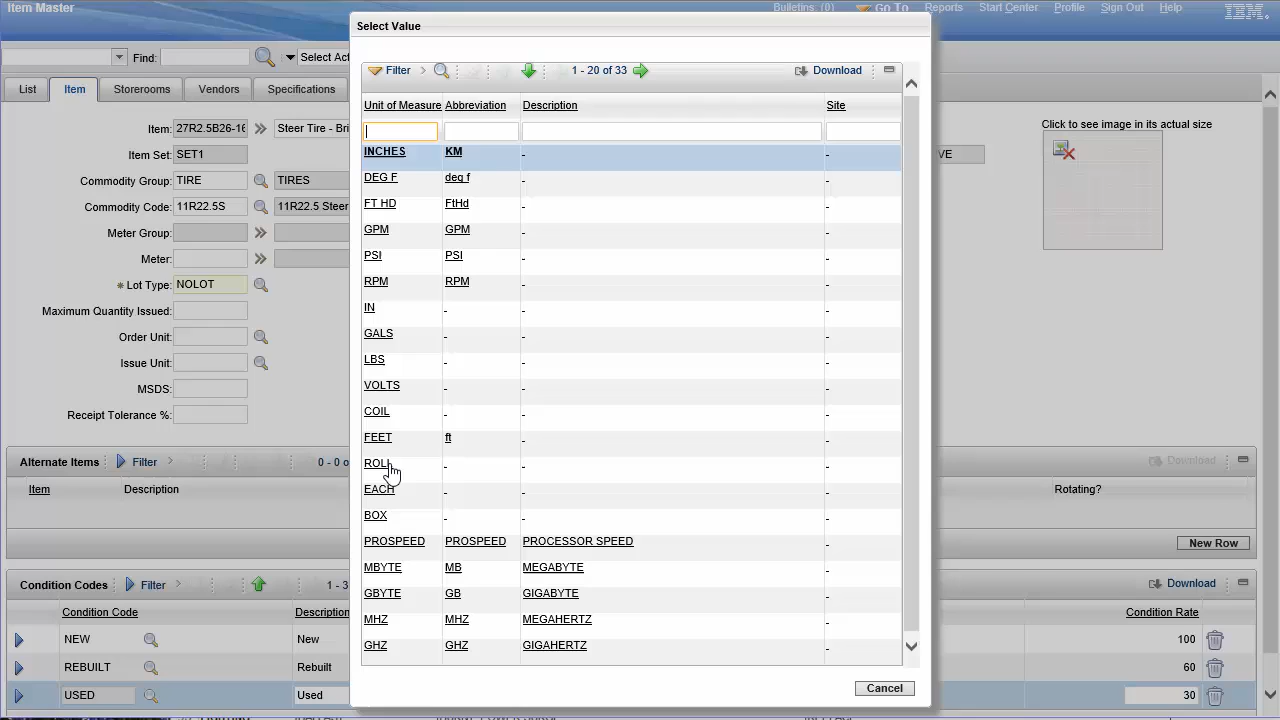 Item Master
Bulletins (0) Go To Reports Start Center Profile Sign Out Help IBM.
Select Value
Find: Select Act
Filter 1 - 20 of 33 Download
List Item Storerooms Vendors Specifications
Unit of Measure Abbreviation Description Site
Click to see image in its actual size
Item: 27R2.5B26-16 Steer Tire - Bri
Item Set: SET1
VE
Commodity Group: TIRE TIRES
Commodity Code: 11R22.5S 11R22.5 Steer
Meter Group:
Meter:
* Lot Type: NOLOT
Maximum Quantity Issued:
Order Unit:
Issue Unit:
MSDS:
Receipt Tolerance %:
INCHES KM - -
DEG F deg f - -
FT HD FtHd - -
GPM GPM - -
PSI PSI - -
RPM RPM - -
IN - - -
GALS - - -
LBS - - -
VOLTS - - -
COIL - - -
FEET ft - -
ROLL - - -
EACH - - -
BOX - - -
PROSPEED PROSPEED PROCESSOR SPEED -
MBYTE MB MEGABYTE -
GBYTE GB GIGABYTE -
MHZ MHZ MEGAHERTZ -
GHZ GHZ GIGAHERTZ -
Cancel
Alternate Items Filter 0 - 0 o Download
Item Description Rotating?
New Row
Condition Codes Filter 1 - 3 Download
Condition Code Description Condition Rate
NEW New 100
REBUILT Rebuilt 60
USED Used 30